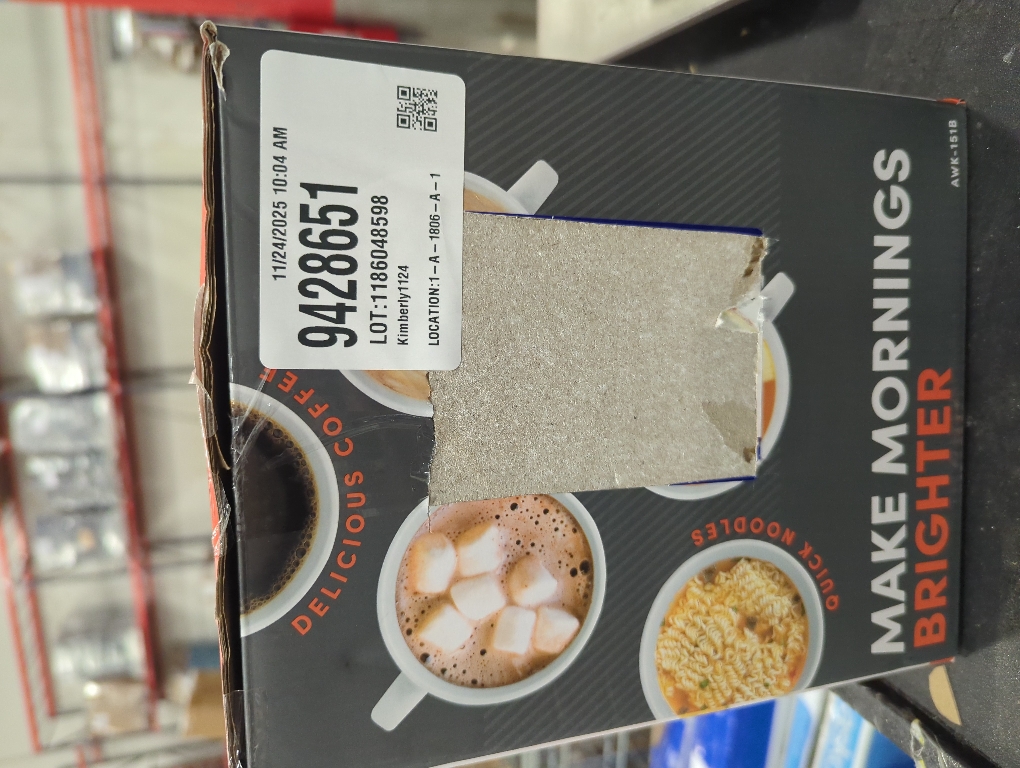 11/24/2025 10:04 AM
9428651
LOT:1186048598
Kimberly1124
LOCATION:1-A-1806-A-1
DELICIOUS COFFEE
QUICK NOODLES
MAKE MORNINGS
BRIGHTER
AWK-151B